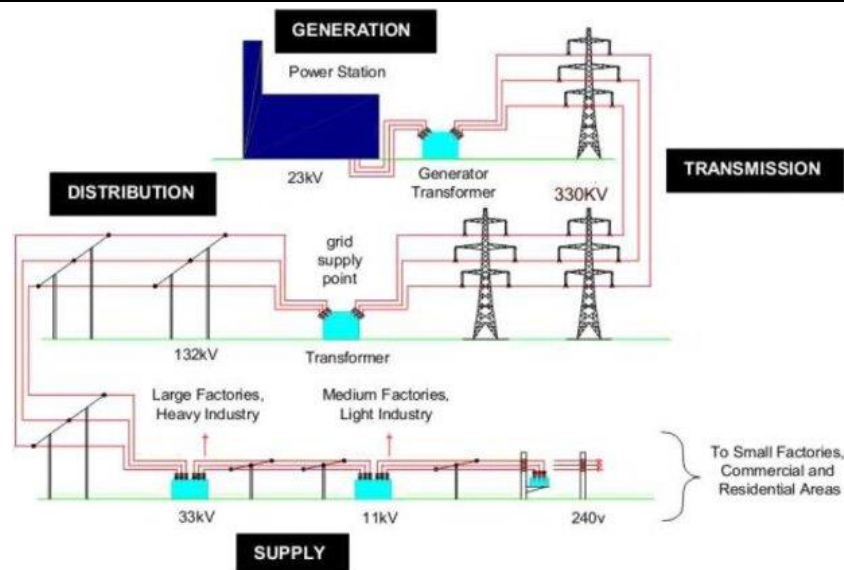 GENERATION
Power Station
23kV
Generator
Transformer
TRANSMISSION
330KV
DISTRIBUTION
grid
supply
point
132kV
Transformer
Large Factories,
Heavy Industry
Medium Factories,
Light Industry
To Small Factories,
Commercial and
Residential Areas
33kV
11kV
240v
SUPPLY